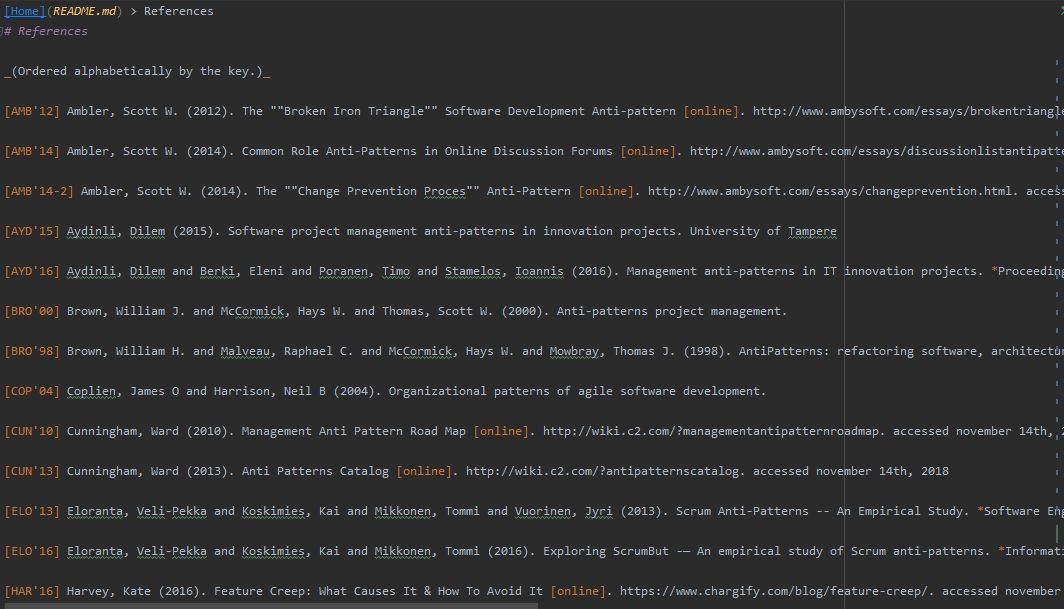 [Home](README.md) > References
# References
_(Ordered alphabetically by the key.)_
[AMB'12] Ambler, Scott W. (2012). The ""Broken Iron Triangle"" Software Development Anti-pattern [online]. http://www.ambysoft.com/essays/brokentriangle
[AMB'14] Ambler, Scott W. (2014). Common Role Anti-Patterns in Online Discussion Forums [online]. http://www.ambysoft.com/essays/discussionlistantipatte
[AMB'14-2] Ambler, Scott W. (2014). The ""Change Prevention Proces"" Anti-Pattern [online]. http://www.ambysoft.com/essays/changeprevention.html. access
[AYD'15] Aydinli, Dilem (2015). Software project management anti-patterns in innovation projects. University of Tampere
[AYD'16] Aydinli, Dilem and Berki, Eleni and Poranen, Timo and Stamelos, Ioannis (2016). Management anti-patterns in IT innovation projects. *Proceeding
[BRO'00] Brown, William J. and McCormick, Hays W. and Thomas, Scott W. (2000). Anti-patterns project management.
[BRO'98] Brown, William H. and Malveau, Raphael C. and McCormick, Hays W. and Mowbray, Thomas J. (1998). AntiPatterns: refactoring software, architectur
[COP'04] Coplien, James O and Harrison, Neil B (2004). Organizational patterns of agile software development.
[CUN'10] Cunningham, Ward (2010). Management Anti Pattern Road Map [online]. http://wiki.c2.com/?managementantipatternroadmap. accessed november 14th, 2
[CUN'13] Cunningham, Ward (2013). Anti Patterns Catalog [online]. http://wiki.c2.com/?antipatternscatalog. accessed november 14th, 2018
[ELO'13] Eloranta, Veli-Pekka and Koskimies, Kai and Mikkonen, Tommi and Vuorinen, Jyri (2013). Scrum Anti-Patterns -- An Empirical Study. *Software Eng
[ELO'16] Eloranta, Veli-Pekka and Koskimies, Kai and Mikkonen, Tommi (2016). Exploring ScrumBut -— An empirical study of Scrum anti-patterns. *Informati
[HAR'16] Harvey, Kate (2016). Feature Creep: What Causes It & How To Avoid It [online]. https://www.chargify.com/blog/feature-creep/. accessed november